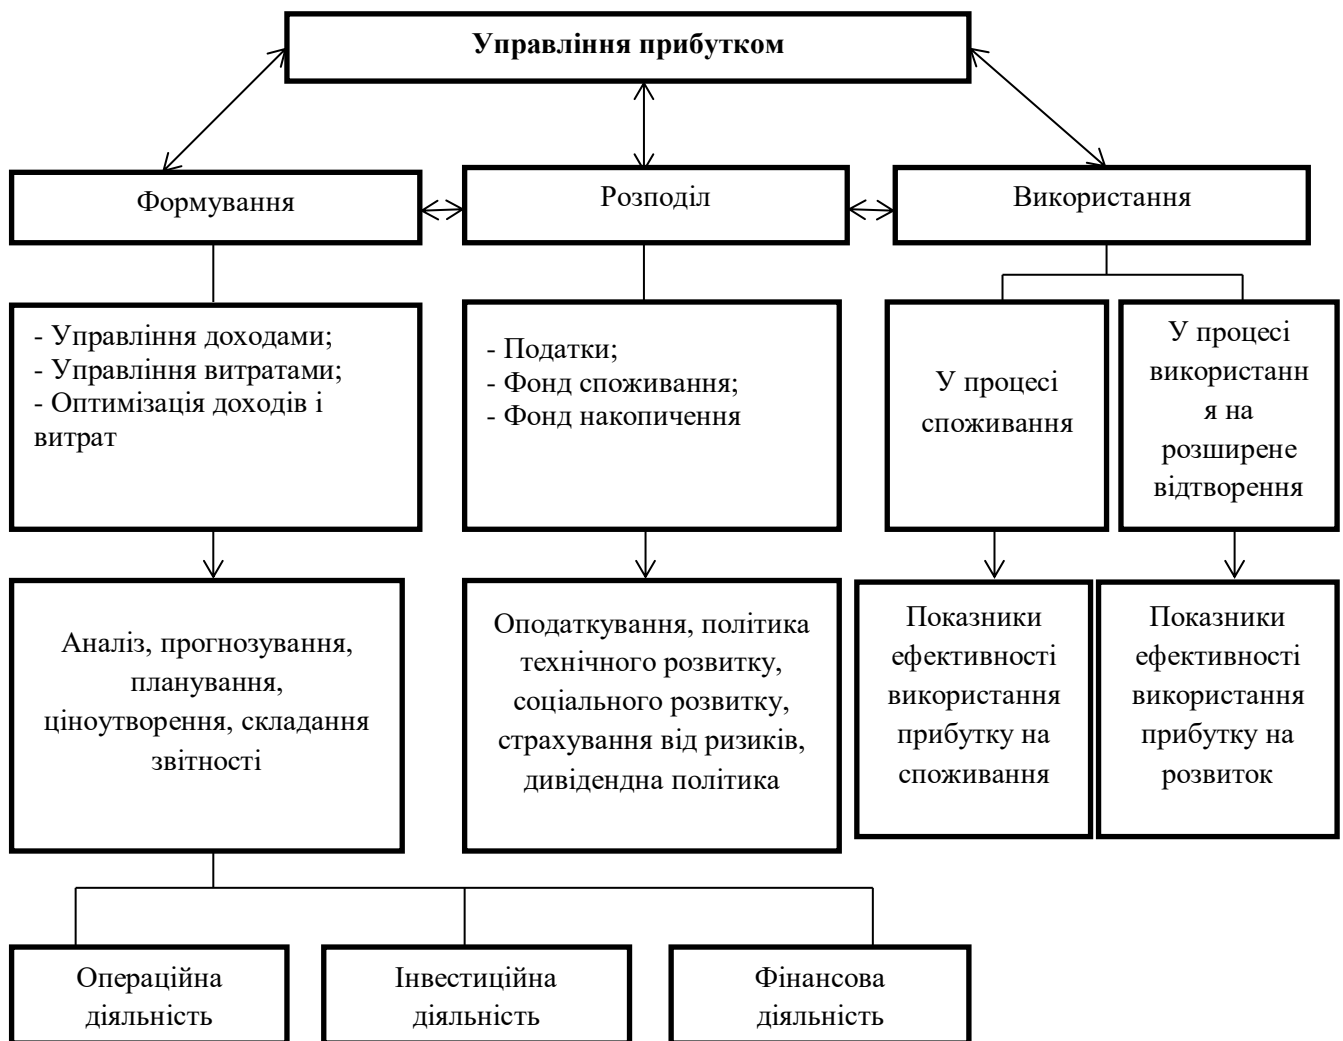 Управління прибутком
Формування
Розподіл
Використання
- Управління доходами;
- Управління витратами;
- Оптимізація доходів і
витрат
- Податки;
- Фонд споживання;
- Фонд накопичення
У процесі
споживання
У процесі
використанн
я на
розширене
відтворення
Аналіз, прогнозування,
планування,
ціноутворення, складання
звітності
Оподаткування, політика
технічного розвитку,
соціального розвитку,
страхування від ризиків,
дивідендна політика
Показники
ефективності
використання
прибутку на
споживання
Показники
ефективності
використання
прибутку на
розвиток
Операційна
діяльність
Інвестиційна
діяльність
Фінансова
діяльність